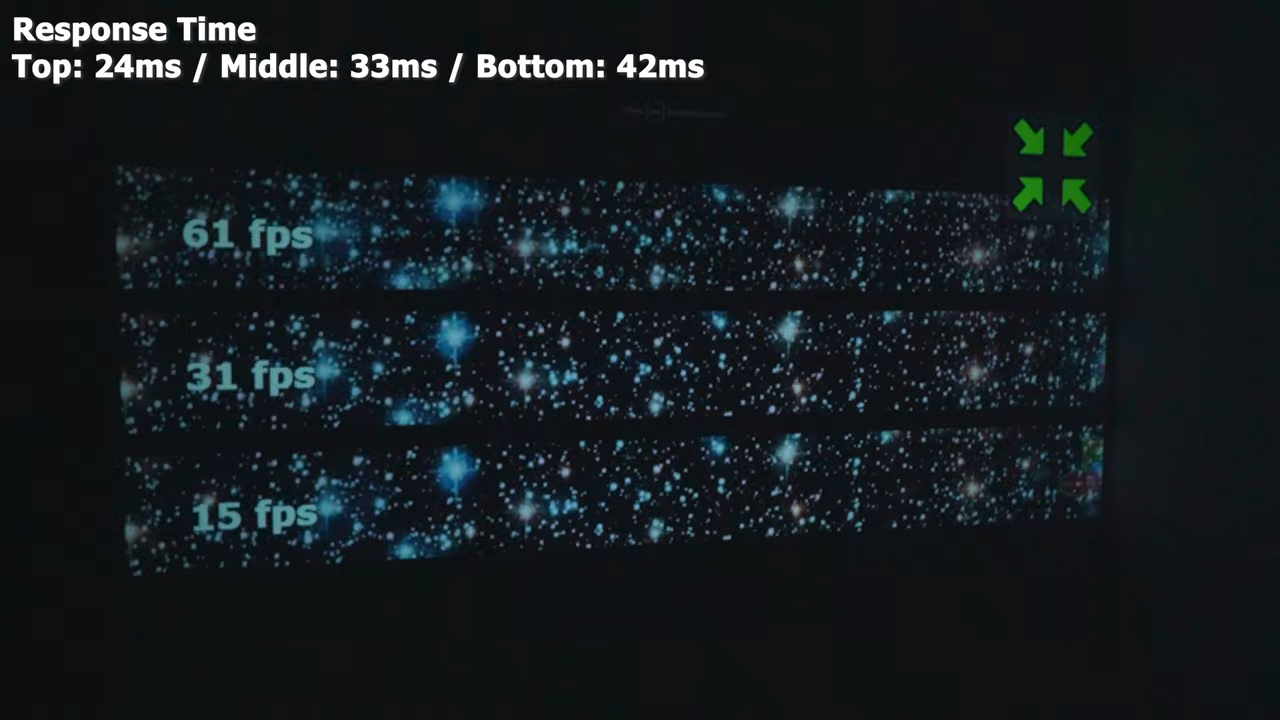 Response Time
Top: 24ms / Middle: 33ms / Bottom: 42ms
61 fps
31 fps
15 fps